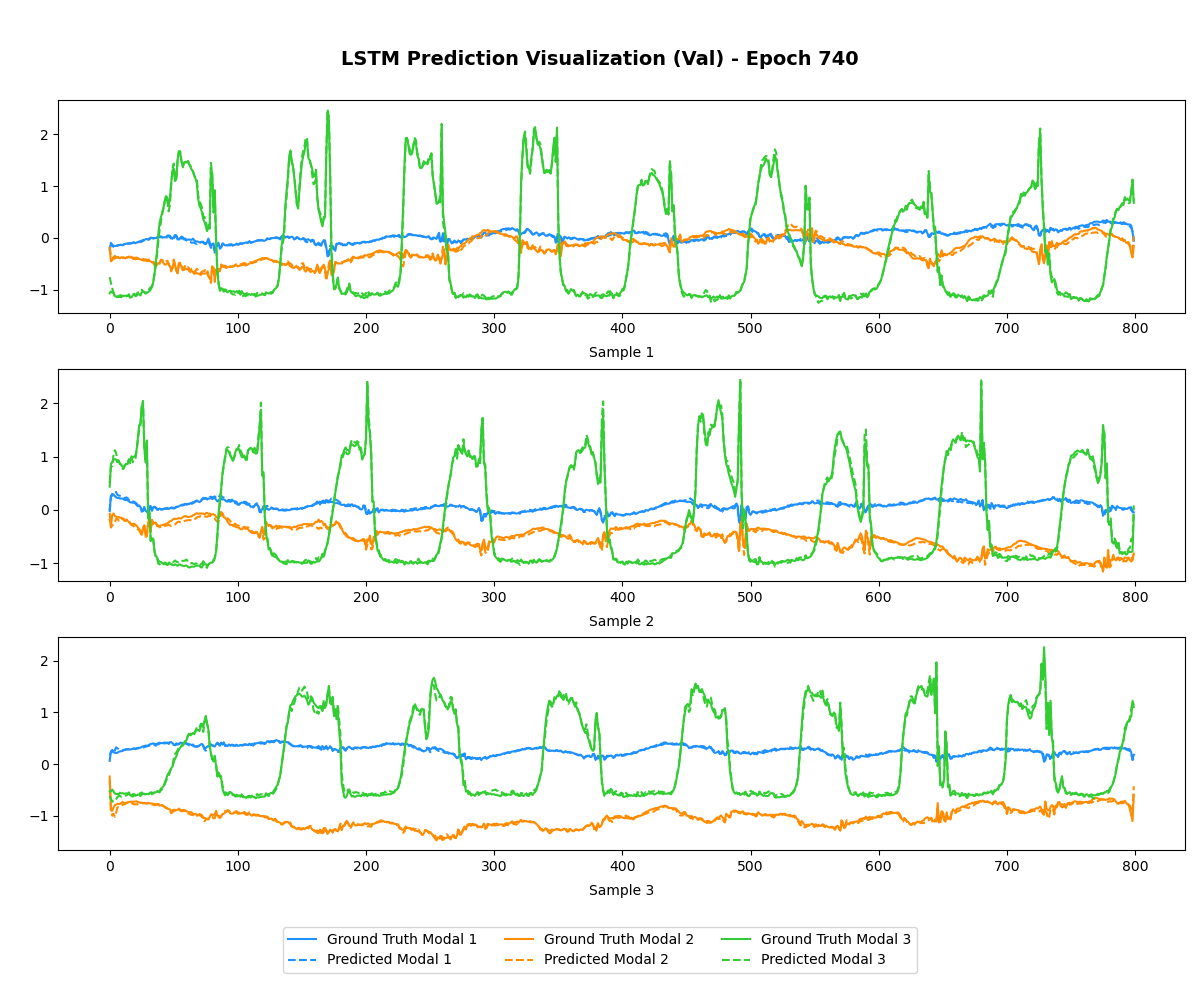 LSTM Prediction Visualization (Val) - Epoch 740
2
1
0
−1
0 100 200 300 400 500 600 700 800
Sample 1
2
1
0
−1
0 100 200 300 400 500 600 700 800
Sample 2
2
1
0
−1
0 100 200 300 400 500 600 700 800
Sample 3
Ground Truth Modal 1 Ground Truth Modal 2 Ground Truth Modal 3
Predicted Modal 1 Predicted Modal 2 Predicted Modal 3